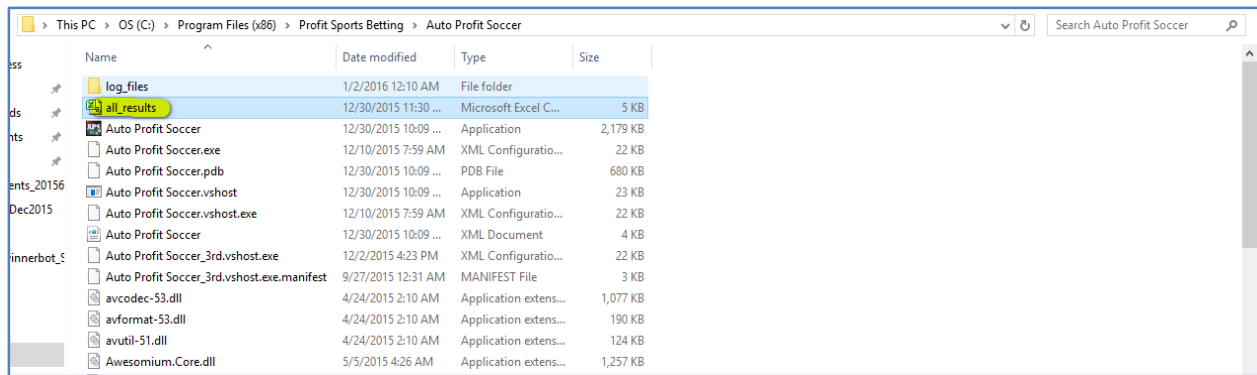 This PC > OS (C:) > Program Files (x86) > Profit Sports Betting > Auto Profit Soccer Search Auto Profit Soccer
Name Date modified Type Size
ess
log_files 1/2/2016 12:10 AM File folder
ds all_results 12/30/2015 11:30 ... Microsoft Excel C... 5 KB
nts Auto Profit Soccer 12/30/2015 10:09 ... Application 2,179 KB
Auto Profit Soccer.exe 12/10/2015 7:59 AM XML Configuratio... 22 KB
Auto Profit Soccer.pdb 12/30/2015 10:09 ... PDB File 680 KB
ents_20156 Auto Profit Soccer.vshost 12/30/2015 10:09 ... Application 23 KB
Dec2015 Auto Profit Soccer.vshost.exe 12/10/2015 7:59 AM XML Configuratio... 22 KB
Auto Profit Soccer 12/30/2015 10:09 ... XML Document 4 KB
innerbot_S Auto Profit Soccer_3rd.vshost.exe 12/2/2015 4:23 PM XML Configuratio... 22 KB
Auto Profit Soccer_3rd.vshost.exe.manifest 9/27/2015 12:31 AM MANIFEST File 3 KB
avcodec-53.dll 4/24/2015 2:10 AM Application extens... 1,077 KB
avformat-53.dll 4/24/2015 2:10 AM Application extens... 190 KB
avutil-51.dll 4/24/2015 2:10 AM Application extens... 124 KB
Awesomium.Core.dll 5/5/2015 4:26 AM Application extens... 1,257 KB